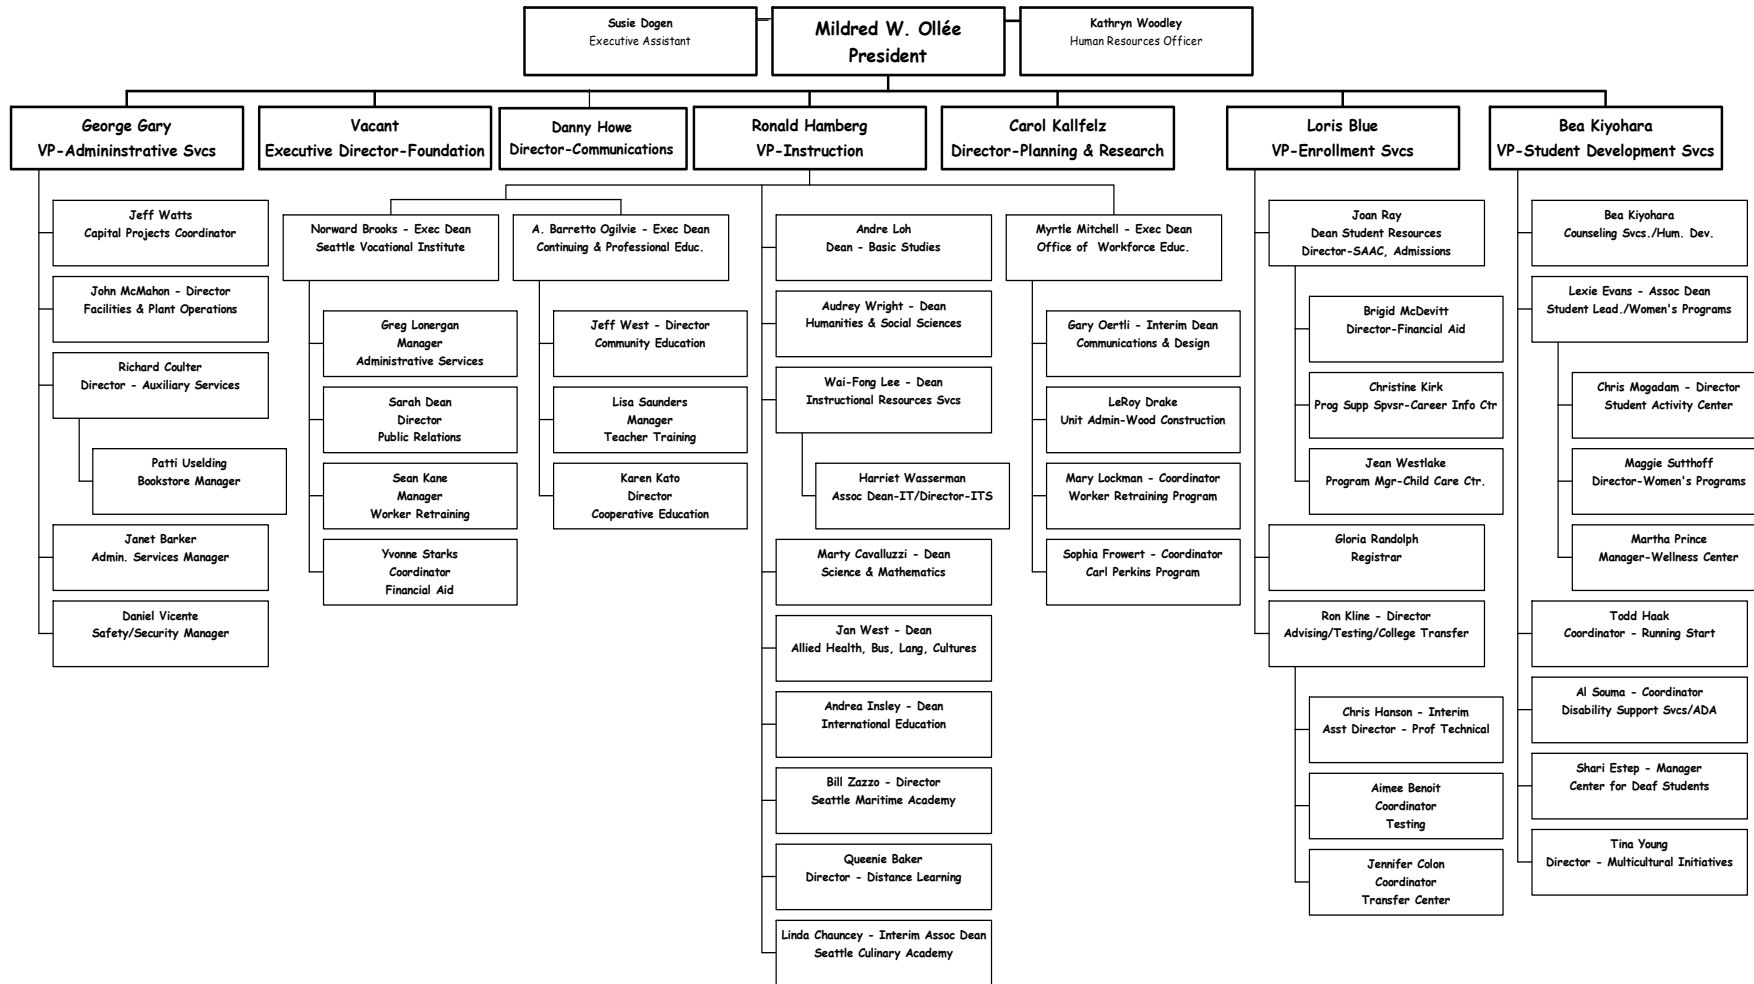 Susie Dogen
Executive Assistant
Mildred W. Ollée
President
Kathryn Woodley
Human Resources Officer
George Gary
VP-Admininstrative Svcs
Vacant
Executive Director-Foundation
Danny Howe
Director-Communications
Ronald Hamberg
VP-Instruction
Carol Kallfelz
Director-Planning & Research
Loris Blue
VP-Enrollment Svcs
Bea Kiyohara
VP-Student Development Svcs
Jeff Watts
Capital Projects Coordinator
John McMahon - Director
Facilities & Plant Operations
Richard Coulter
Director - Auxiliary Services
Patti Uselding
Bookstore Manager
Janet Barker
Admin. Services Manager
Daniel Vicente
Safety/Security Manager
Norward Brooks - Exec Dean
Seattle Vocational Institute
Greg Lonergan
Manager
Administrative Services
Sarah Dean
Director
Public Relations
Sean Kane
Manager
Worker Retraining
Yvonne Starks
Coordinator
Financial Aid
A. Barretto Ogilvie - Exec Dean
Continuing & Professional Educ.
Jeff West - Director
Community Education
Lisa Saunders
Manager
Teacher Training
Karen Kato
Director
Cooperative Education
Andre Loh
Dean - Basic Studies
Audrey Wright - Dean
Humanities & Social Sciences
Wai-Fong Lee - Dean
Instructional Resources Svcs
Harriet Wasserman
Assoc Dean-IT/Director-ITS
Marty Cavalluzzi - Dean
Science & Mathematics
Jan West - Dean
Allied Health, Bus, Lang, Cultures
Andrea Insley - Dean
International Education
Bill Zazzo - Director
Seattle Maritime Academy
Queenie Baker
Director - Distance Learning
Linda Chauncey - Interim Assoc Dean
Seattle Culinary Academy
Myrtle Mitchell - Exec Dean
Office of Workforce Educ.
Gary Oertli - Interim Dean
Communications & Design
LeRoy Drake
Unit Admin-Wood Construction
Mary Lockman - Coordinator
Worker Retraining Program
Sophia Frowert - Coordinator
Carl Perkins Program
Joan Ray
Dean Student Resources
Director-SAAC, Admissions
Brigid McDevitt
Director-Financial Aid
Christine Kirk
Prog Supp Spvsr-Career Info Ctr
Jean Westlake
Program Mgr-Child Care Ctr.
Gloria Randolph
Registrar
Ron Kline - Director
Advising/Testing/College Transfer
Chris Hanson - Interim
Asst Director - Prof Technical
Aimee Benoit
Coordinator
Testing
Jennifer Colon
Coordinator
Transfer Center
Bea Kiyohara
Counseling Svcs./Hum. Dev.
Lexie Evans - Assoc Dean
Student Lead./Women's Programs
Chris Mogadam - Director
Student Activity Center
Maggie Sutthoff
Director-Women's Programs
Martha Prince
Manager-Wellness Center
Todd Haak
Coordinator - Running Start
Al Souma - Coordinator
Disability Support Svcs/ADA
Shari Estep - Manager
Center for Deaf Students
Tina Young
Director - Multicultural Initiatives